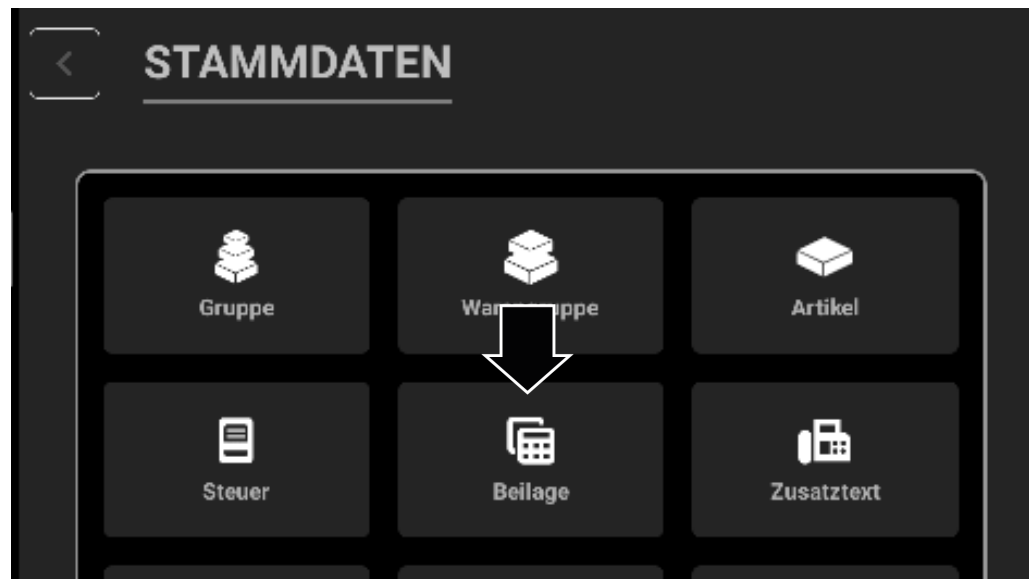 STAMMDATEN
Gruppe
Artikel
Steuer
Beilage
Zusatztext